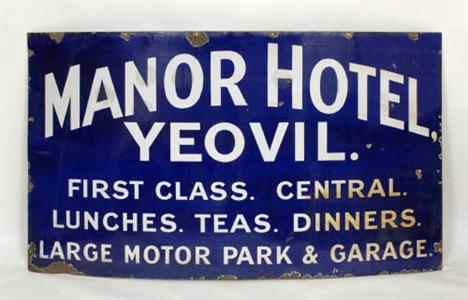 MANOR HOTEL,
YEOVIL.
FIRST CLASS. CENTRAL.
LUNCHES. TEAS. DINNERS.
LARGE MOTOR PARK & GARAGE.